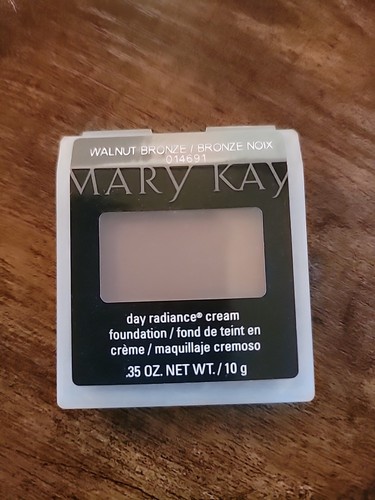 WALNUT BRONZE / BRONZE NOIX
014691
MARY KAY
day radiance® cream
foundation / fond de teint en
crème / maquillaje cremoso
.35 OZ. NET WT. / 10 g